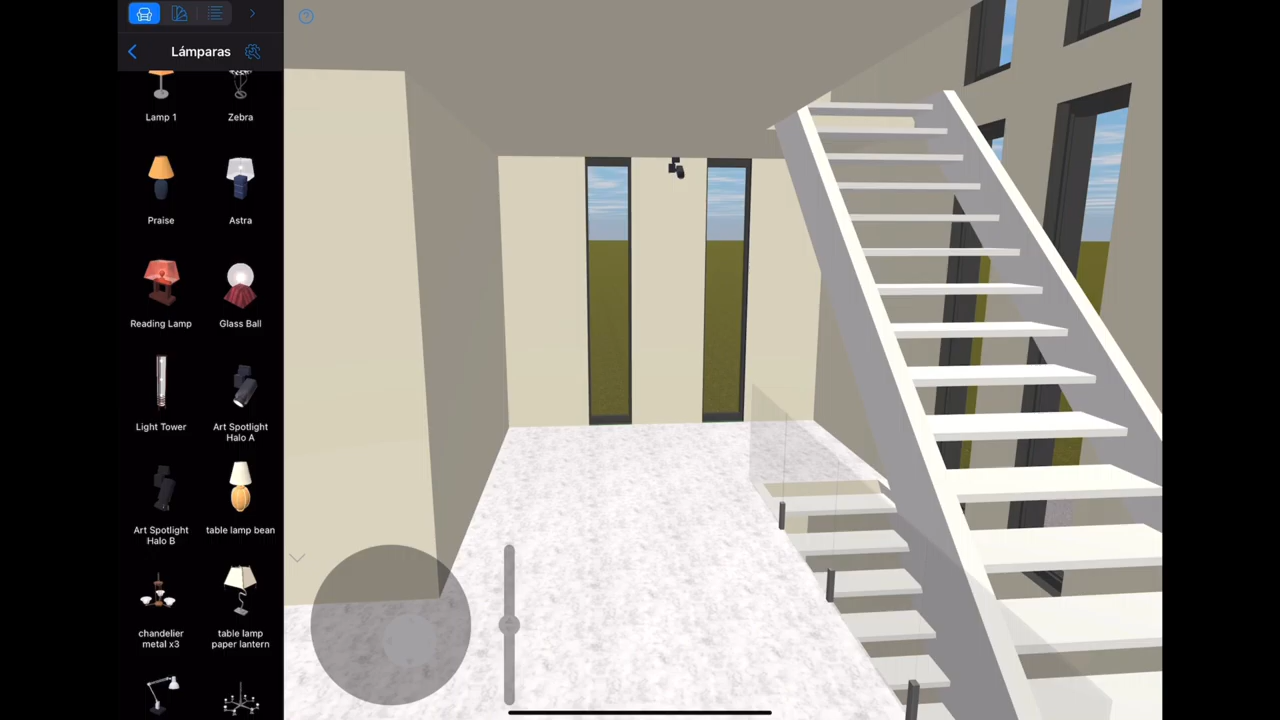 Lámparas
Lamp 1
Zebra
Praise
Astra
Reading Lamp
Glass Ball
Light Tower
Art Spotlight
Halo A
Art Spotlight
Halo B
table lamp bean
chandelier
metal x3
table lamp
paper lantern